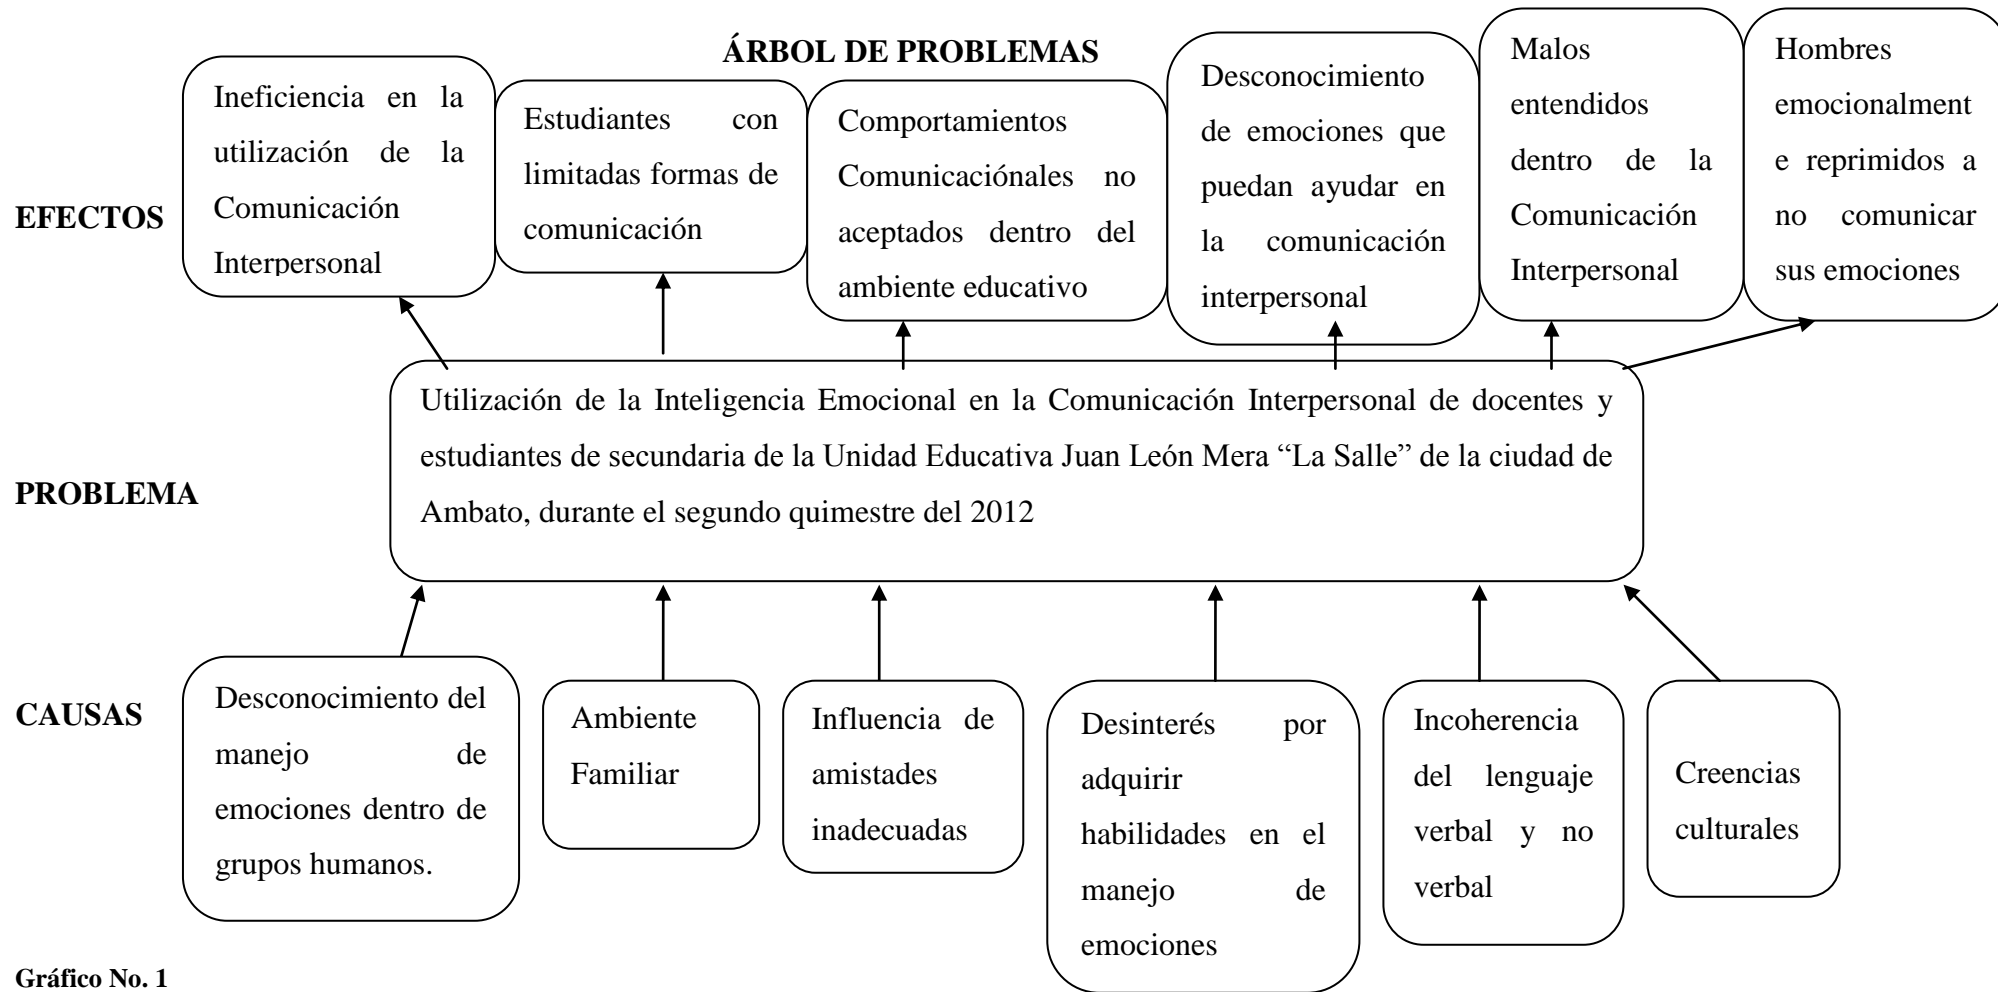 ÁRBOL DE PROBLEMAS
EFECTOS
Ineficiencia en la
utilización de la
Comunicación
Interpersonal
Estudiantes con
limitadas formas de
comunicación
Comportamientos
Comunicaciónales no
aceptados dentro del
ambiente educativo
Desconocimiento
de emociones que
puedan ayudar en
la comunicación
interpersonal
Malos
entendidos
dentro de la
Comunicación
Interpersonal
Hombres
emocionalment
e reprimidos a
no comunicar
sus emociones
PROBLEMA
Utilización de la Inteligencia Emocional en la Comunicación Interpersonal de docentes y
estudiantes de secundaria de la Unidad Educativa Juan León Mera “La Salle” de la ciudad de
Ambato, durante el segundo quimestre del 2012
CAUSAS
Desconocimiento del
manejo de
emociones dentro de
grupos humanos.
Ambiente
Familiar
Influencia de
amistades
inadecuadas
Desinterés por
adquirir
habilidades en el
manejo de
emociones
Incoherencia
del lenguaje
verbal y no
verbal
Creencias
culturales
Gráfico No. 1